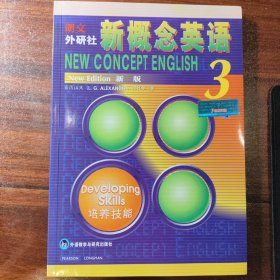 朗文
外研社 新概念英语
NEW CONCEPT ENGLISH
New Edition 新 版
3
L. G. ALEXANDER
Developing
Skills
培养技能
外语教学与研究出版社
PEARSON LONGMAN